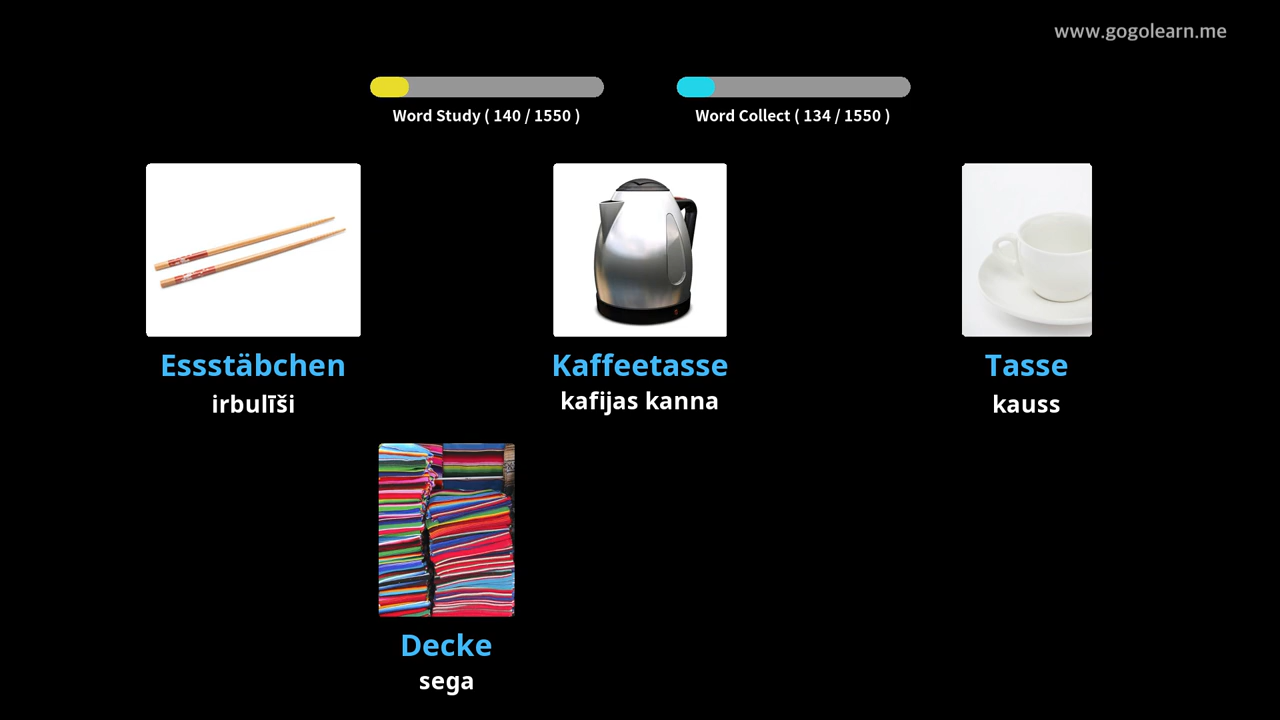 www.gogolearn.me
Word Study ( 140 / 1550 )
Word Collect ( 134 / 1550 )
Essstäbchen
irbulīši
Kaffeetasse
kafijas kanna
Tasse
kauss
Decke
sega